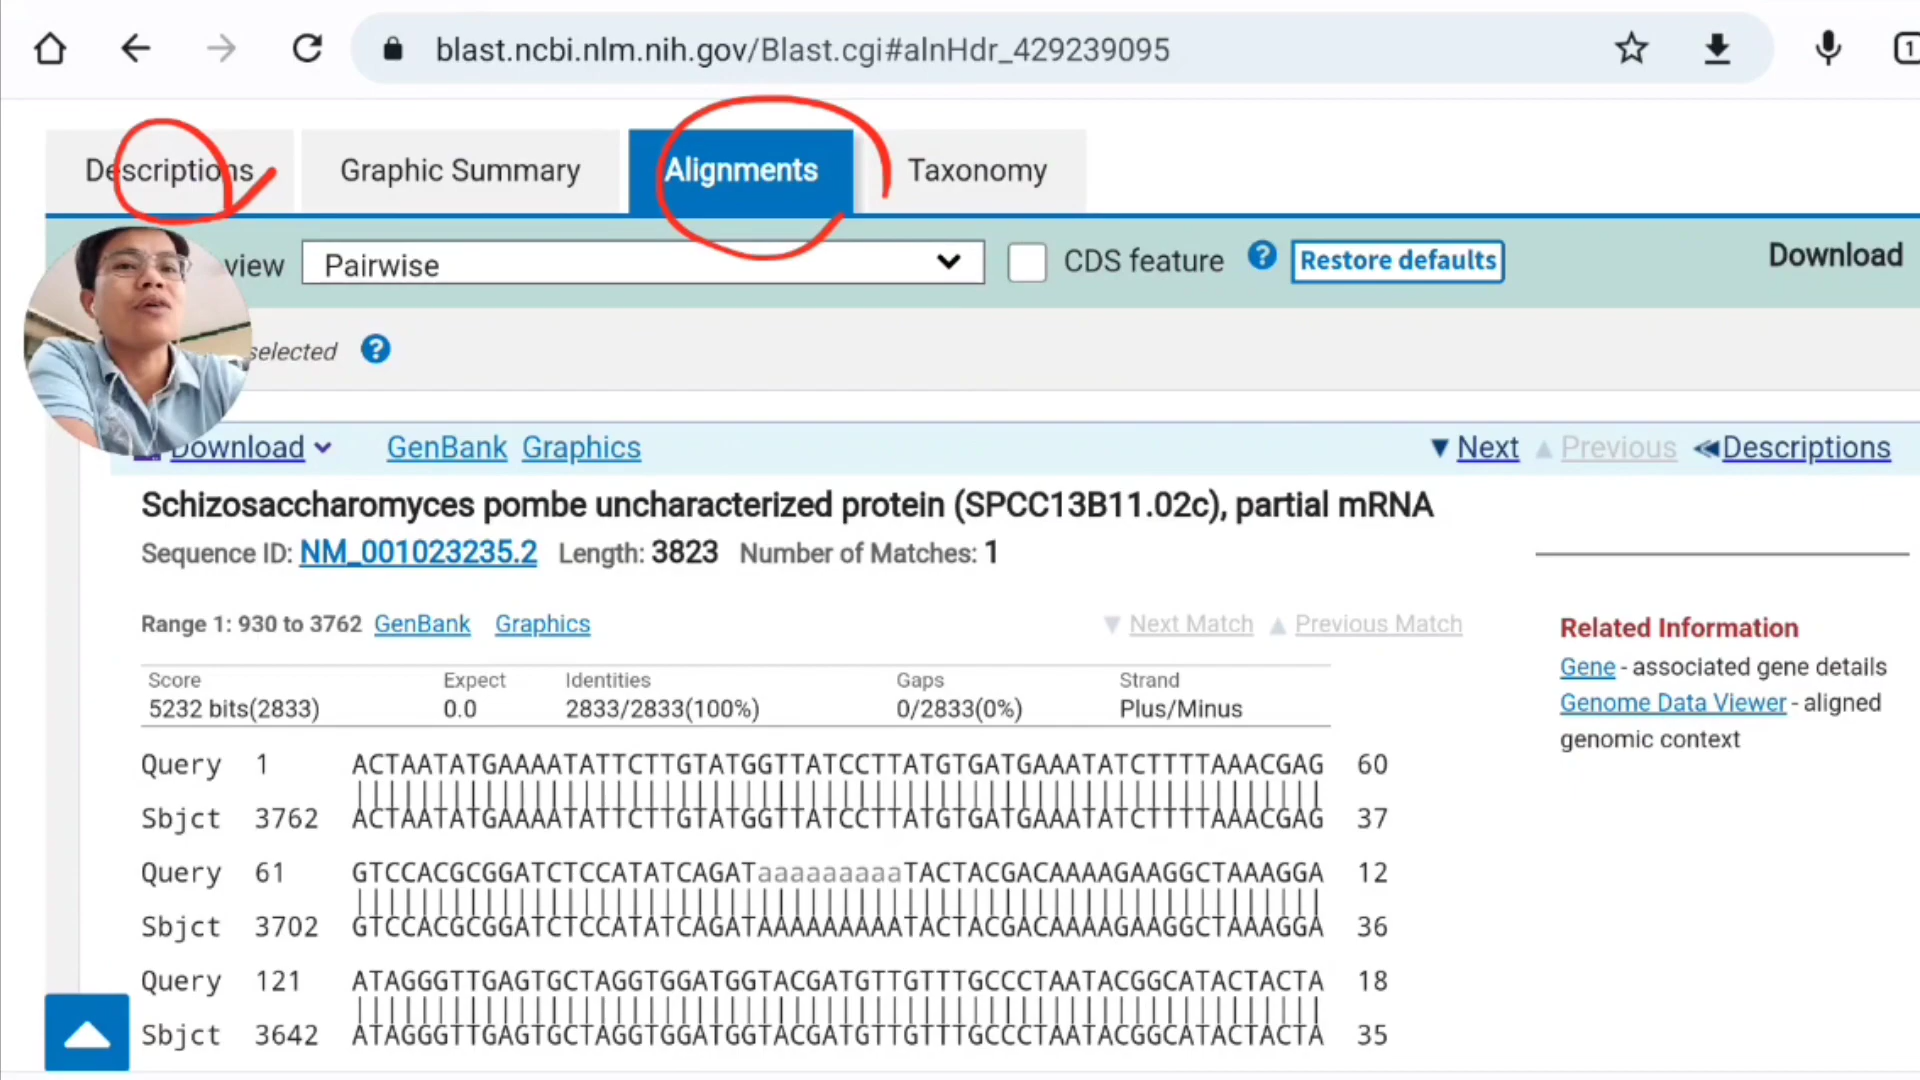 blast.ncbi.nlm.nih.gov/Blast.cgi#alnHdr_429239095
1
Descriptions Graphic Summary Alignments Taxonomy
view Pairwise CDS feature ? Restore defaults Download
selected ?
Download GenBank Graphics Next Previous Descriptions
Schizosaccharomyces pombe uncharacterized protein (SPCC13B11.02c), partial mRNA
Sequence ID: NM_001023235.2 Length: 3823 Number of Matches: 1
Range 1: 930 to 3762 GenBank Graphics Next Match Previous Match
Score Expect Identities Gaps Strand
5232 bits(2833) 0.0 2833/2833(100%) 0/2833(0%) Plus/Minus
Query 1 ACTAATATGAAAATATTCTTGTATGGTTATCCTTATGTGATGAAATATCTTTTAAACGAG 60
Sbjct 3762 ACTAATATGAAAATATTCTTGTATGGTTATCCTTATGTGATGAAATATCTTTTAAACGAG 37
Query 61 GTCCACGCGGATCTCCATATCAGATaaaaaaaaaTACTACGACAAAAGAAGGCTAAAGGA 12
Sbjct 3702 GTCCACGCGGATCTCCATATCAGATAAAAAAAAATACTACGACAAAAGAAGGCTAAAGGA 36
Query 121 ATAGGGTTGAGTGCTAGGTGGATGGTACGATGTTGTTTGCCCTAATACGGCATACTACTA 18
Sbjct 3642 ATAGGGTTGAGTGCTAGGTGGATGGTACGATGTTGTTTGCCCTAATACGGCATACTACTA 35
Related Information
Gene - associated gene details
Genome Data Viewer - aligned
genomic context